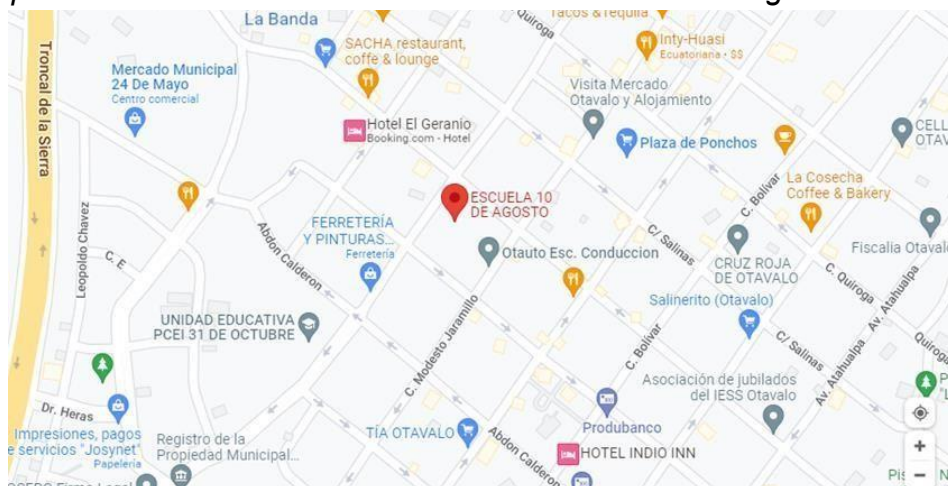 La Banda
Tacos & Tequila
Quiroga
SACHA restaurant,
coffe & lounge
Inty-Huasi
Ecuatoriana · $$
Troncal de la Sierra
Mercado Municipal
24 De Mayo
Centro comercial
Visita Mercado
Otavalo y Alojamiento
Hotel El Geranio
Booking.com - Hotel
Plaza de Ponchos
CELL
OTAV
La Cosecha
Coffee & Bakery
C. Bolívar
ESCUELA 10
DE AGOSTO
Leopoldo Chavez
C. E
Abdon Calderon
FERRETERÍA
Y PINTURAS...
Ferretería
Otauto Esc. Conduccion
C/ Salinas
CRUZ ROJA
DE OTAVALO
Fiscalia Otavalo
C. Quiroga
Av. Atahualpa
Salinerito (Otavalo)
UNIDAD EDUCATIVA
PCEI 31 DE OCTUBRE
C. Modesto Jaramillo
C. Bolívar
C/ Salinas
Quiroga
Asociación de jubilados
del IESS Otavalo
Av. Atahualpa
Dr. Heras
Impresiones, pagos
e servicios "Josynet"
Papelería
Registro de la
Propiedad Municipal...
TÍA OTAVALO
Abdon Calderon
Produbanco
HOTEL INDIO INN